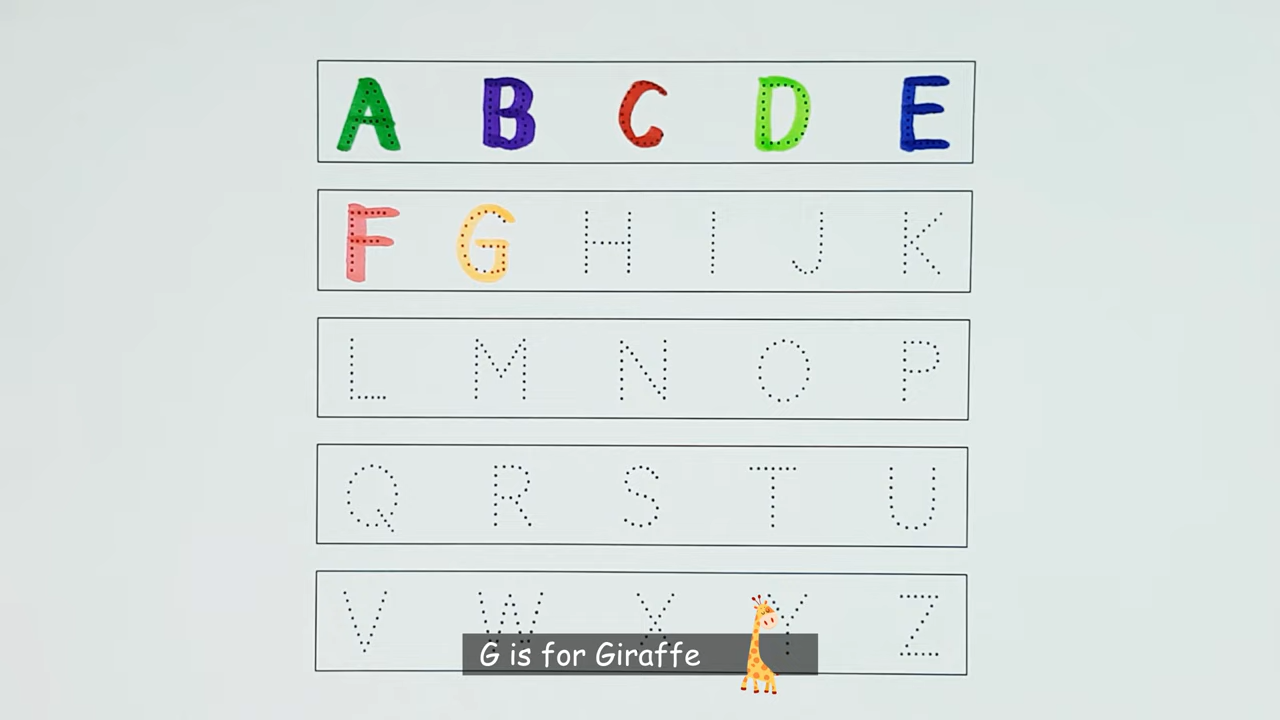 A B C D E
F G H I J K
L M N O P
Q R S T U
V W X Y Z
G is for Giraffe